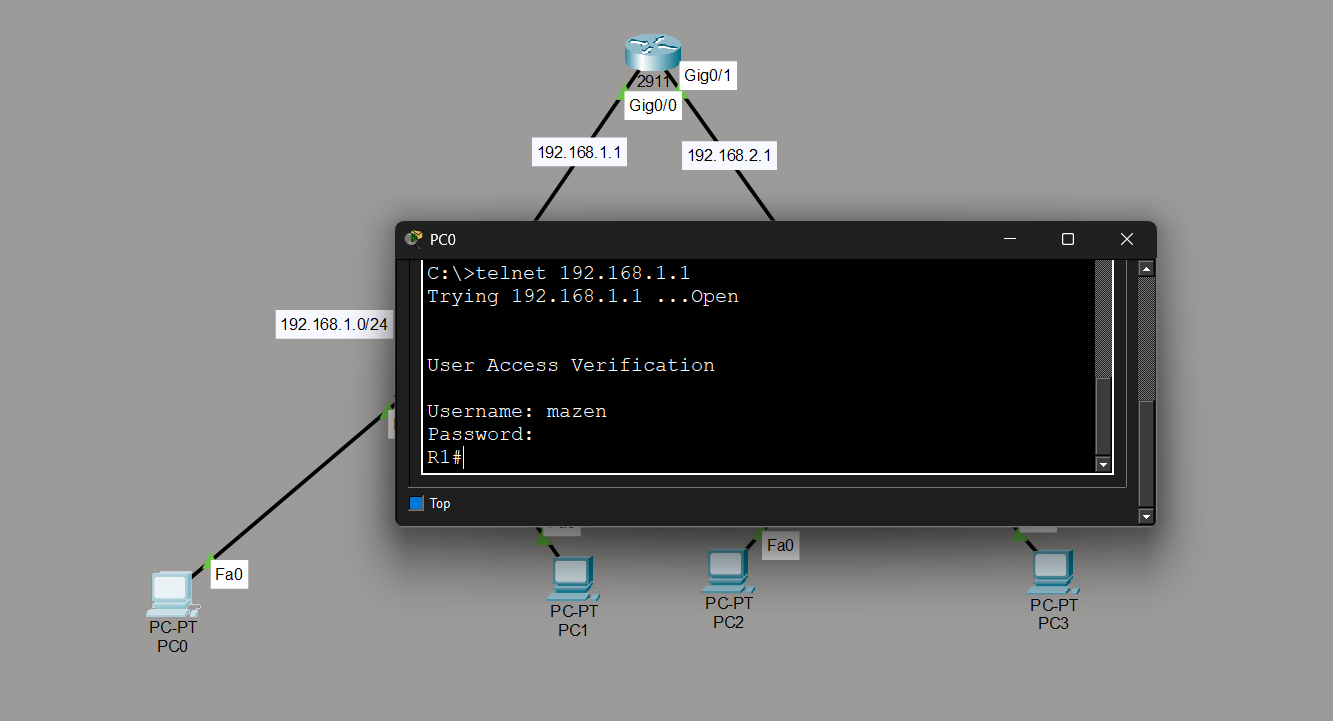 2911
Gig0/1
Gig0/0
192.168.1.1
192.168.2.1
PC0
C:\>telnet 192.168.1.1
Trying 192.168.1.1 ...Open
User Access Verification
Username: mazen
Password:
R1#
Top
192.168.1.0/24
Fa0
PC-PT
PC0
PC-PT
PC1
Fa0
PC-PT
PC2
PC-PT
PC3